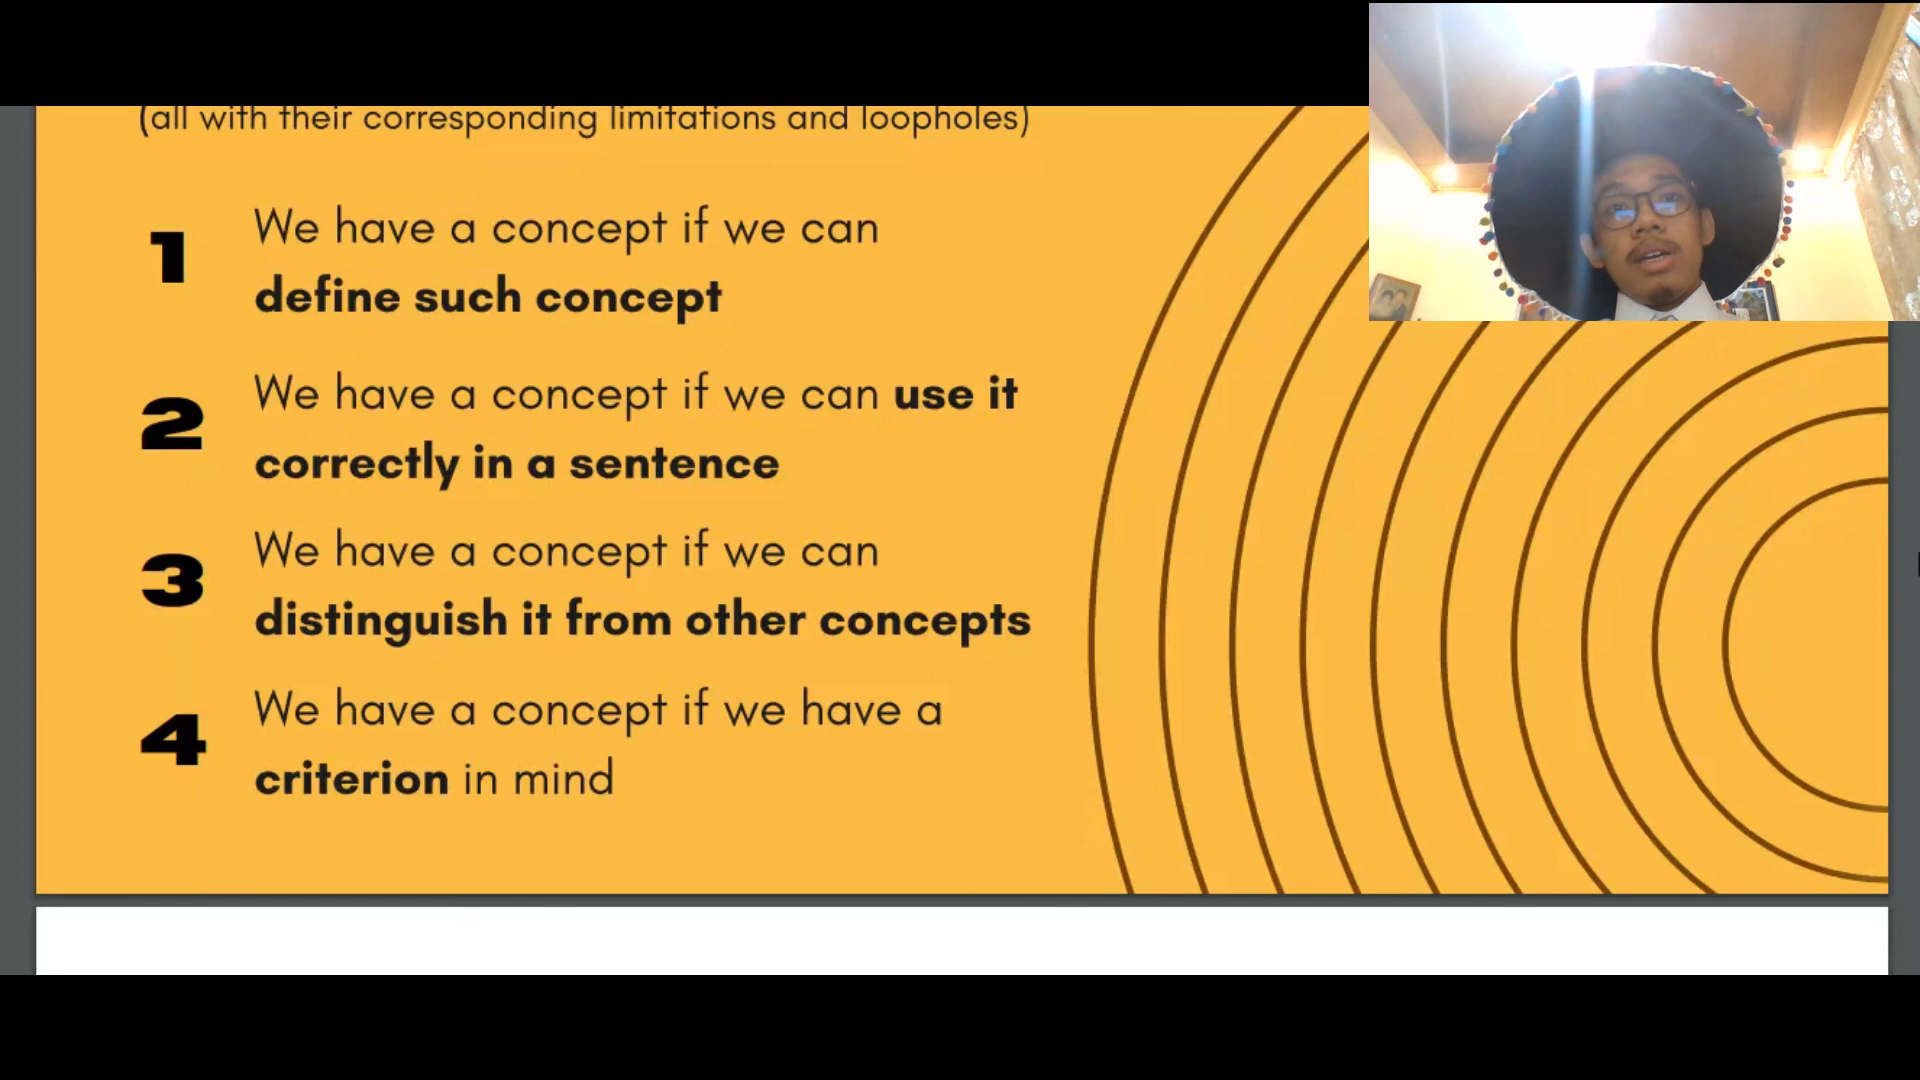 (all with their corresponding limitations and loopholes)
1
We have a concept if we can
define such concept
2
We have a concept if we can use it
correctly in a sentence
3
We have a concept if we can
distinguish it from other concepts
4
We have a concept if we have a
criterion in mind